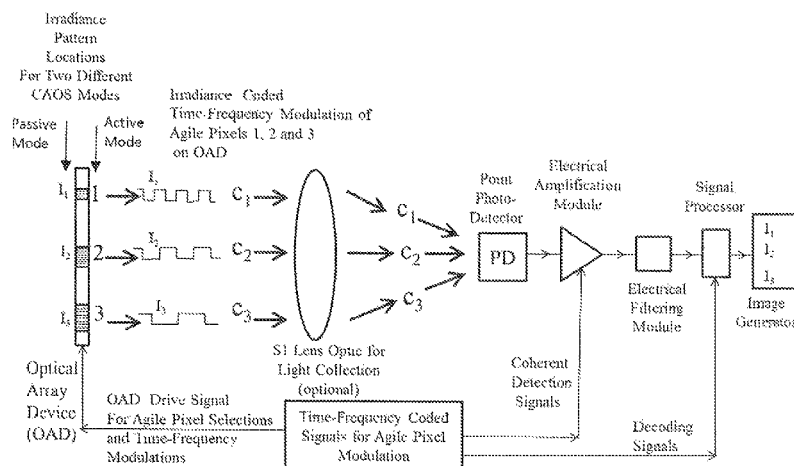 Irradiance
Pattern
Locations
For Two Different
CAOS Modes
Passive
Mode
Active
Mode
Irradiance Coded
Time-Frequency Modulation of
Agile Pixels 1, 2 and 3
on OAD
I1
1
I1
C1
I2
2
I2
C2
I3
3
I3
C3
C1
C2
C3
Point
Photo-
Detector
PD
Electrical
Amplification
Module
Electrical
Filtering
Module
Signal
Processor
I1
I2
I3
Image
Generator
S1 Lens Optic for
Light Collection
(optional)
Optical
Array
Device
(OAD)
OAD Drive Signal
For Agile Pixel Selections
and Time-Frequency
Modulations
Time-Frequency Coded
Signals for Agile Pixel
Modulation
Coherent
Detection
Signals
Decoding
Signals